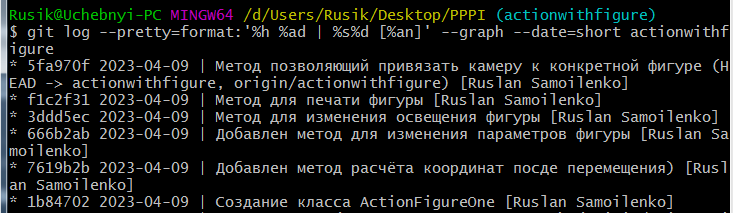 Rusik@Uchebnyi-PC MINGW64 /d/Users/Rusik/Desktop/PPPI (actionwithfigure)
$ git log --pretty=format:'%h %ad | %s%d [%an]' --graph --date=short actionwithf
igure
* 5fa970f 2023-04-09 | Метод позволяющий привязать камеру к конкретной фигуре (H
EAD -> actionwithfigure, origin/actionwithfigure) [Ruslan Samoilenko]
* f1c2f31 2023-04-09 | Метод для печати фигуры [Ruslan Samoilenko]
* 3ddd5ec 2023-04-09 | Метод для изменения освещения фигуры [Ruslan Samoilenko]
* 666b2ab 2023-04-09 | Добавлен метод для изменения параметров фигуры [Ruslan Sa
moilenko]
* 7619b2b 2023-04-09 | Добавлен метод расчёта координат посде перемещения) [Rusl
an Samoilenko]
* 1b84702 2023-04-09 | Создание класса ActionFigureOne [Ruslan Samoilenko]